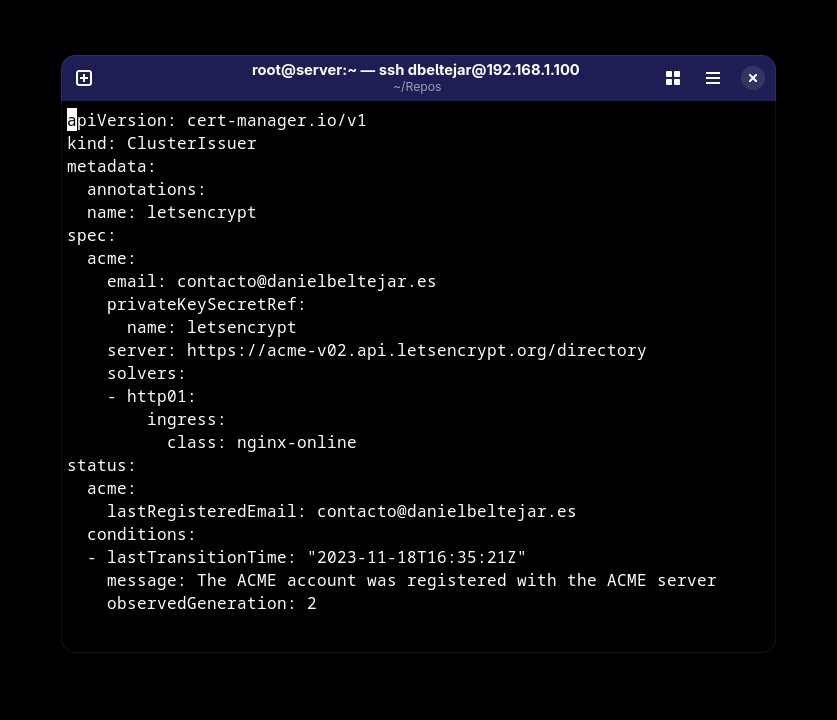 root@server:~ — ssh dbeltejar@192.168.1.100
~/Repos
apiVersion: cert-manager.io/v1
kind: ClusterIssuer
metadata:
  annotations:
  name: letsencrypt
spec:
  acme:
    email: contacto@danielbeltejar.es
    privateKeySecretRef:
      name: letsencrypt
    server: https://acme-v02.api.letsencrypt.org/directory
    solvers:
    - http01:
        ingress:
          class: nginx-online
status:
  acme:
    lastRegisteredEmail: contacto@danielbeltejar.es
  conditions:
  - lastTransitionTime: "2023-11-18T16:35:21Z"
    message: The ACME account was registered with the ACME server
    observedGeneration: 2